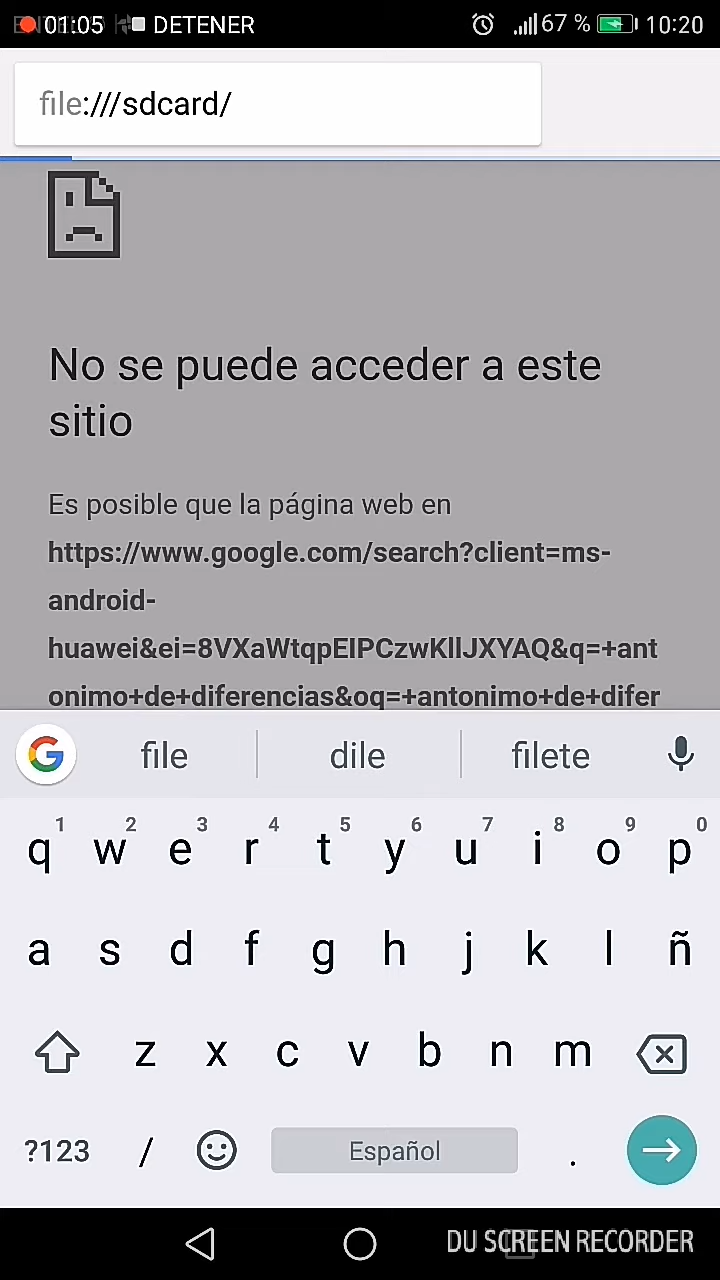 01:05 DETENER 67 % 10:20
file:///sdcard/
No se puede acceder a este
sitio
Es posible que la página web en
https://www.google.com/search?client=ms-
android-
huawei&ei=8VXaWtqpEIPCzwKllJXYAQ&q=+ant
onimo+de+diferencias&oq=+antonimo+de+difer
file dile filete
1 2 3 4 5 6 7 8 9 0
q w e r t y u i o p
a s d f g h j k l ñ
z x c v b n m
?123 / Español .
DU SCREEN RECORDER